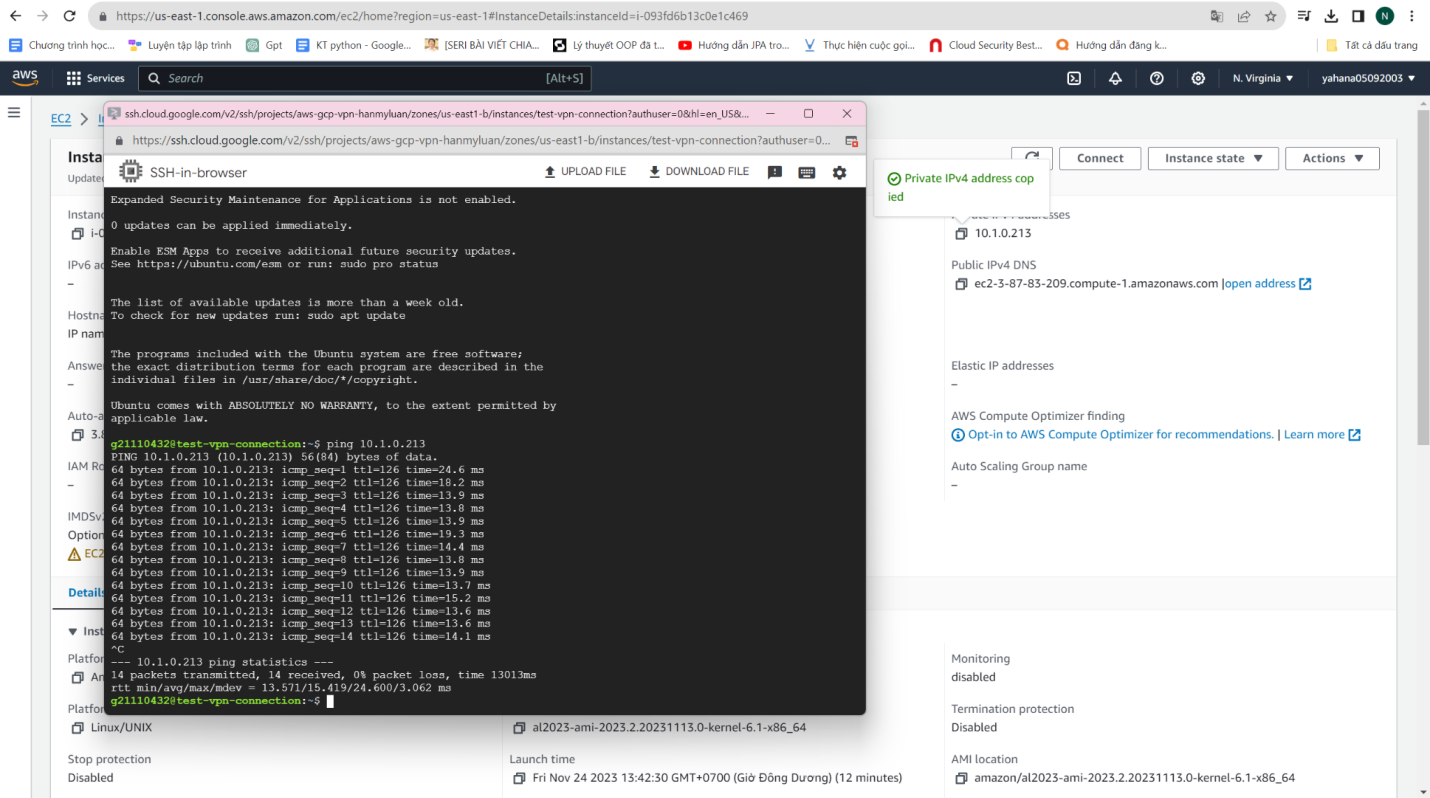 https://us-east-1.console.aws.amazon.com/ec2/home?region=us-east-1#InstanceDetails:instanceId=i-093fd6b13c0e1c469
N
Chương trình học...
Luyện tập lập trình
Gpt
KT python - Google...
[SERI BÀI VIẾT CHIA...
Lý thuyết OOP đã t...
Hướng dẫn JPA tro...
Thực hiện cuộc gọi...
Cloud Security Best...
Hướng dẫn đăng k...
Tất cả dấu trang
aws
Services
Search
[Alt+S]
N. Virginia
yahana05092003
EC2
ssh.cloud.google.com/v2/ssh/projects/aws-gcp-vpn-hanmyluan/zones/us-east1-b/instances/test-vpn-connection?authuser=0&hl=en_US&...
https://ssh.cloud.google.com/v2/ssh/projects/aws-gcp-vpn-hanmyluan/zones/us-east1-b/instances/test-vpn-connection?authuser=0...
SSH-in-browser
UPLOAD FILE
DOWNLOAD FILE
Expanded Security Maintenance for Applications is not enabled.
0 updates can be applied immediately.
Enable ESM Apps to receive additional future security updates.
See https://ubuntu.com/esm or run: sudo pro status
The list of available updates is more than a week old.
To check for new updates run: sudo apt update
The programs included with the Ubuntu system are free software;
the exact distribution terms for each program are described in the
individual files in /usr/share/doc/*/copyright.
Ubuntu comes with ABSOLUTELY NO WARRANTY, to the extent permitted by
applicable law.
g21110432@test-vpn-connection:~$ ping 10.1.0.213
PING 10.1.0.213 (10.1.0.213) 56(84) bytes of data.
64 bytes from 10.1.0.213: icmp_seq=1 ttl=126 time=24.6 ms
64 bytes from 10.1.0.213: icmp_seq=2 ttl=126 time=18.2 ms
64 bytes from 10.1.0.213: icmp_seq=3 ttl=126 time=13.9 ms
64 bytes from 10.1.0.213: icmp_seq=4 ttl=126 time=13.8 ms
64 bytes from 10.1.0.213: icmp_seq=5 ttl=126 time=13.9 ms
64 bytes from 10.1.0.213: icmp_seq=6 ttl=126 time=19.3 ms
64 bytes from 10.1.0.213: icmp_seq=7 ttl=126 time=14.4 ms
64 bytes from 10.1.0.213: icmp_seq=8 ttl=126 time=13.8 ms
64 bytes from 10.1.0.213: icmp_seq=9 ttl=126 time=13.9 ms
64 bytes from 10.1.0.213: icmp_seq=10 ttl=126 time=13.7 ms
64 bytes from 10.1.0.213: icmp_seq=11 ttl=126 time=15.2 ms
64 bytes from 10.1.0.213: icmp_seq=12 ttl=126 time=13.6 ms
64 bytes from 10.1.0.213: icmp_seq=13 ttl=126 time=13.6 ms
64 bytes from 10.1.0.213: icmp_seq=14 ttl=126 time=14.1 ms
^C
--- 10.1.0.213 ping statistics ---
14 packets transmitted, 14 received, 0% packet loss, time 13013ms
rtt min/avg/max/mdev = 13.571/15.419/24.600/3.062 ms
g21110432@test-vpn-connection:~$
Insta
Update
Connect
Instance state
Actions
Private IPv4 address cop
ied
Instanc
i-0
esses
10.1.0.213
IPv6 ad
–
Public IPv4 DNS
ec2-3-87-83-209.compute-1.amazonaws.com |open address
Hostna
IP nam
Answe
–
Elastic IP addresses
–
Auto-a
3.8
AWS Compute Optimizer finding
Opt-in to AWS Compute Optimizer for recommendations. | Learn more
IAM Ro
–
Auto Scaling Group name
–
IMDSv
Option
EC2
Details
Inst
Platfor
Am
Monitoring
disabled
Platfor
Linux/UNIX
al2023-ami-2023.2.20231113.0-kernel-6.1-x86_64
Termination protection
Disabled
Stop protection
Disabled
Launch time
Fri Nov 24 2023 13:42:30 GMT+0700 (Giờ Đông Dương) (12 minutes)
AMI location
amazon/al2023-ami-2023.2.20231113.0-kernel-6.1-x86_64